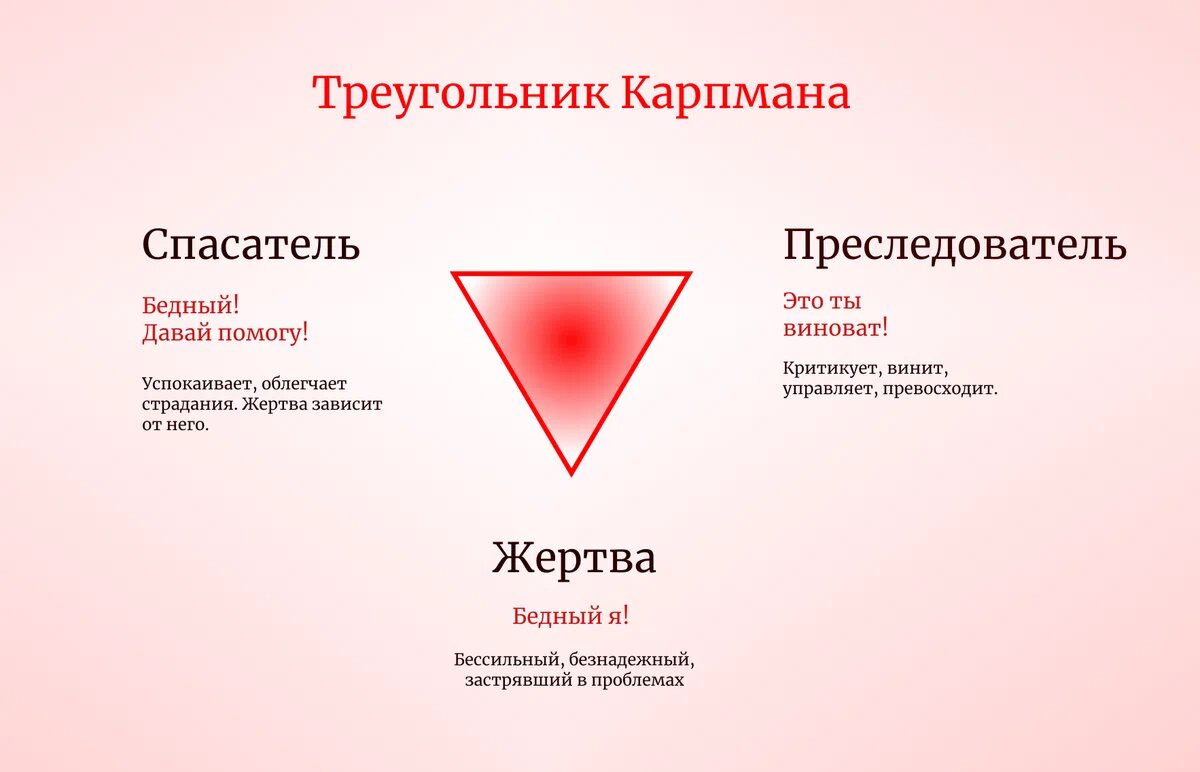 Треугольник Карпмана
Спасатель
Бедный!
Давай помогу!
Успокаивает, облегчает
страдания. Жертва зависит
от него.
Преследователь
Это ты
виноват!
Критикует, винит,
управляет, превосходит.
Жертва
Бедный я!
Бессильный, безнадежный,
застрявший в проблемах